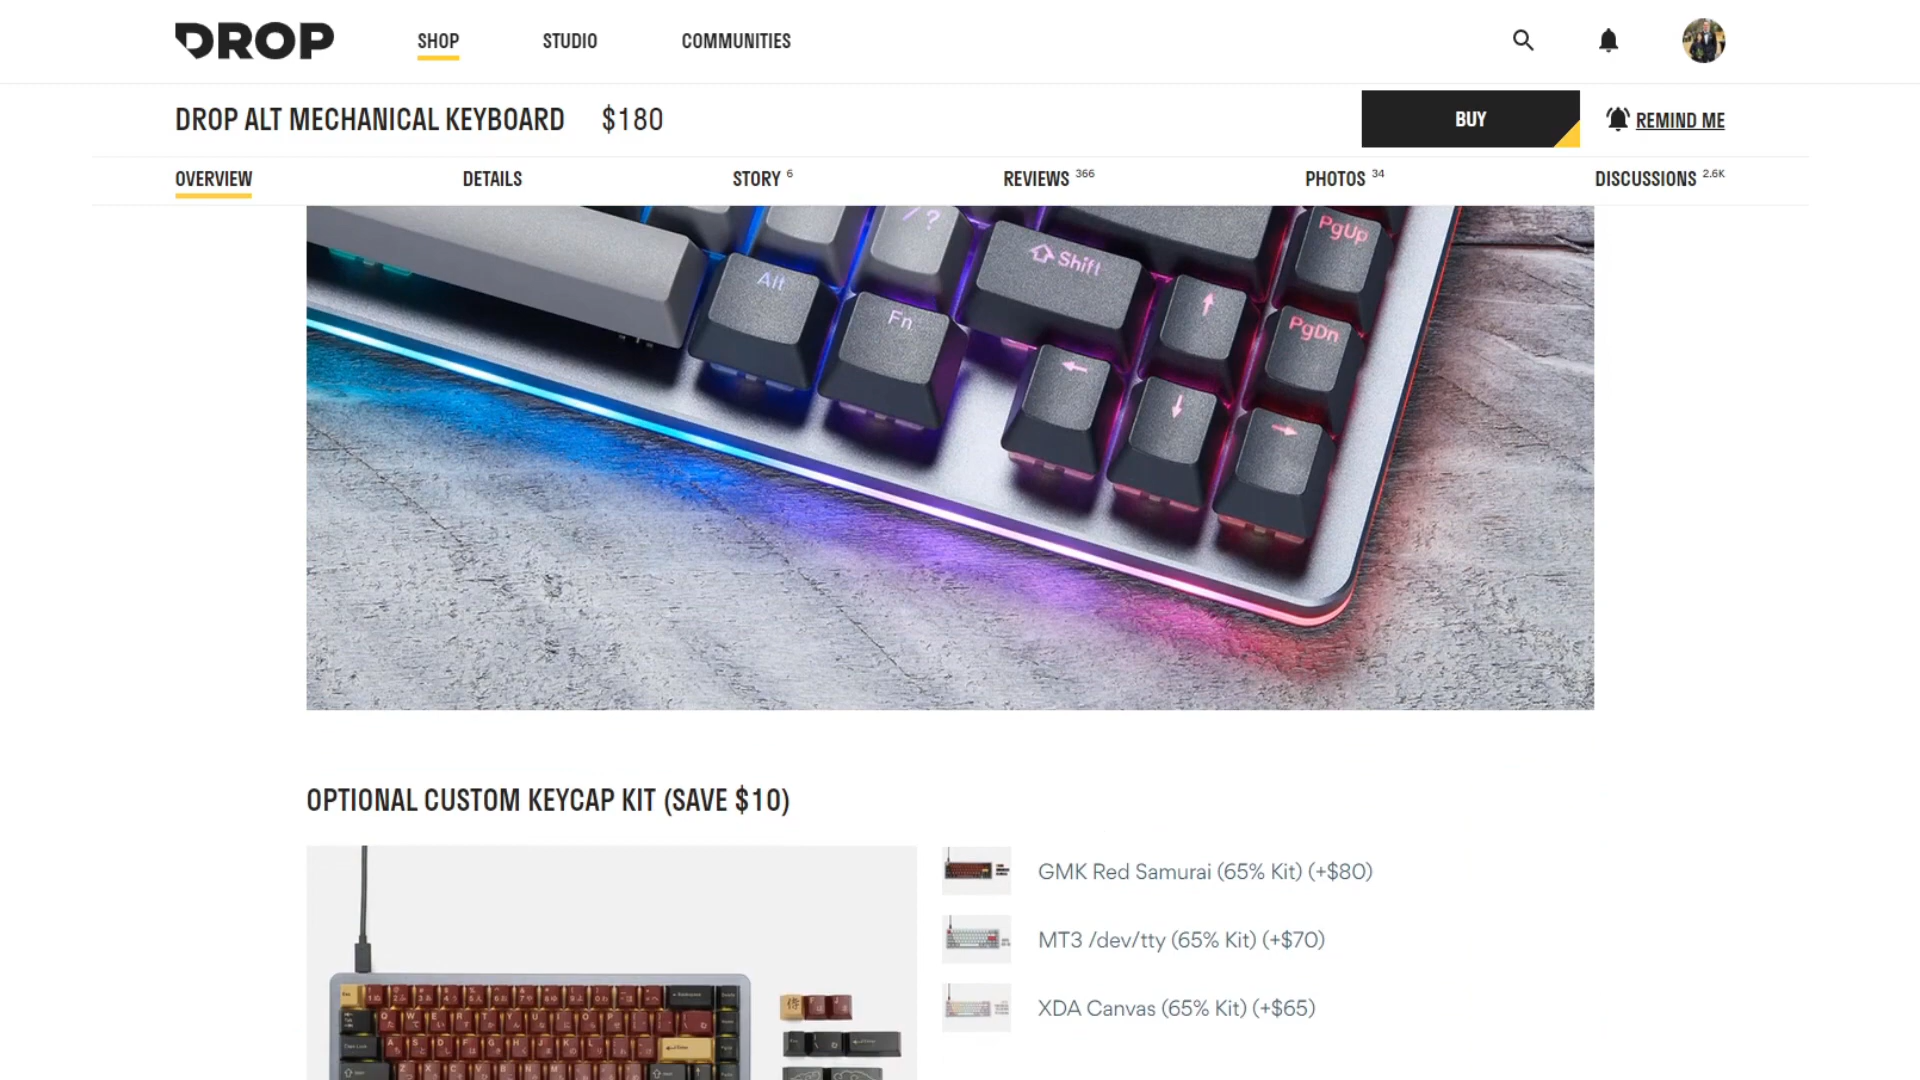 DROP
SHOP
STUDIO
COMMUNITIES
DROP ALT MECHANICAL KEYBOARD $180
BUY
REMIND ME
OVERVIEW
DETAILS
STORY 6
REVIEWS 366
PHOTOS 34
DISCUSSIONS 2.6K
/ ?
PgUp
Shift
Alt
Fn
PgDn
OPTIONAL CUSTOM KEYCAP KIT (SAVE $10)
GMK Red Samurai (65% Kit) (+$80)
MT3 /dev/tty (65% Kit) (+$70)
XDA Canvas (65% Kit) (+$65)